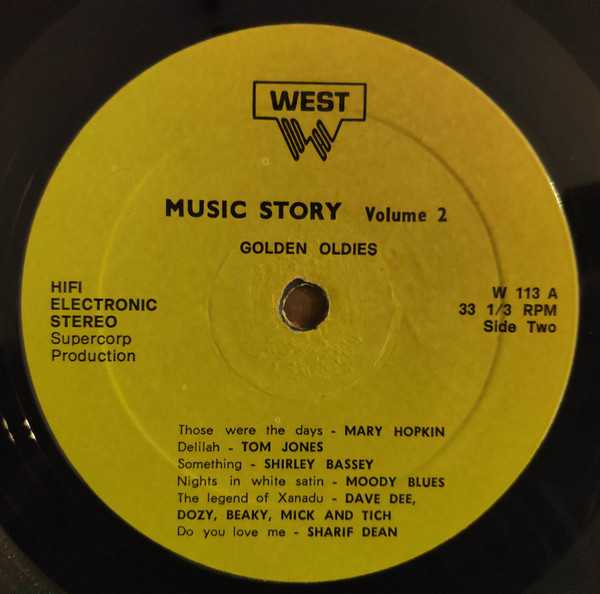 WEST
MUSIC STORY Volume 2
GOLDEN OLDIES
HIFI
ELECTRONIC
STEREO
Supercorp
Production
W 113 A
33 1/3 RPM
Side Two
Those were the days - MARY HOPKIN
Delilah - TOM JONES
Something - SHIRLEY BASSEY
Nights in white satin - MOODY BLUES
The legend of Xanadu - DAVE DEE,
DOZY, BEAKY, MICK AND TICH
Do you love me - SHARIF DEAN